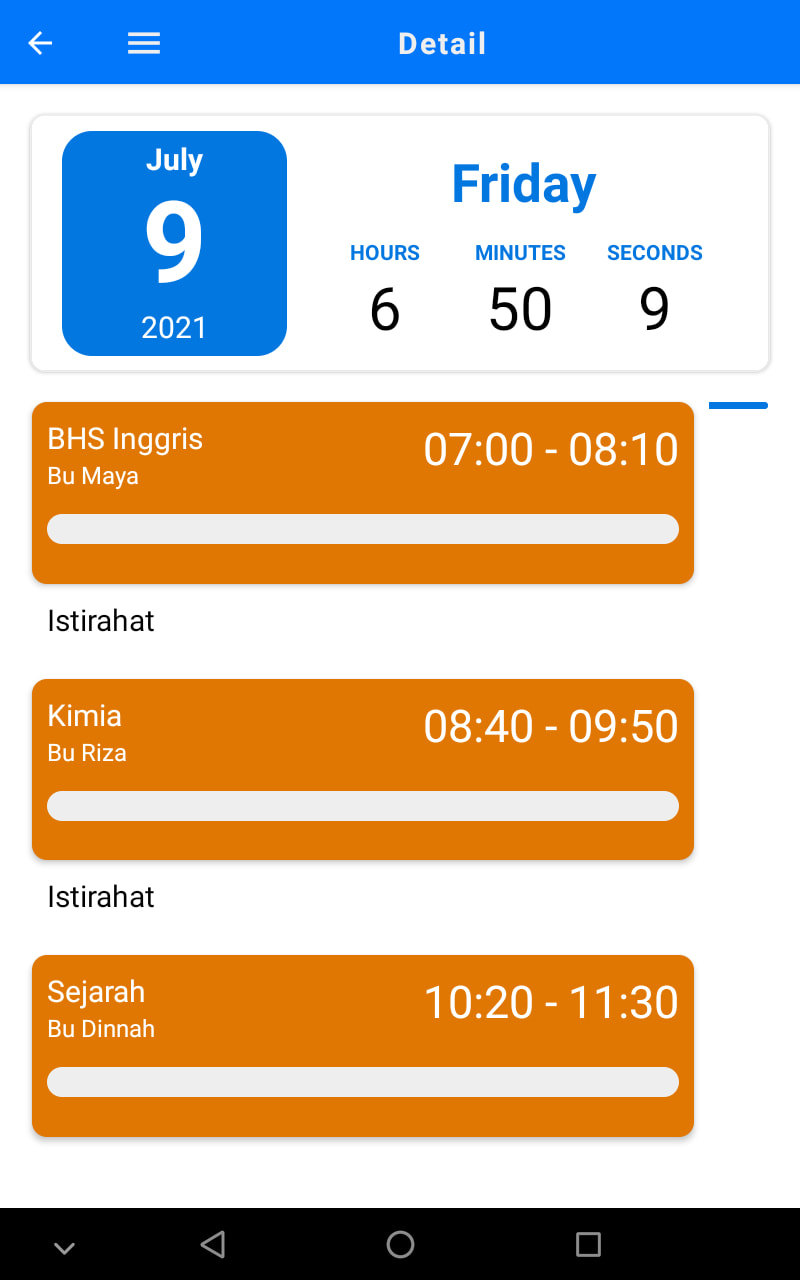 Detail
July
9
2021
Friday
HOURS MINUTES SECONDS
6 50 9
BHS Inggris 07:00 - 08:10
Bu Maya
Istirahat
Kimia 08:40 - 09:50
Bu Riza
Istirahat
Sejarah 10:20 - 11:30
Bu Dinnah